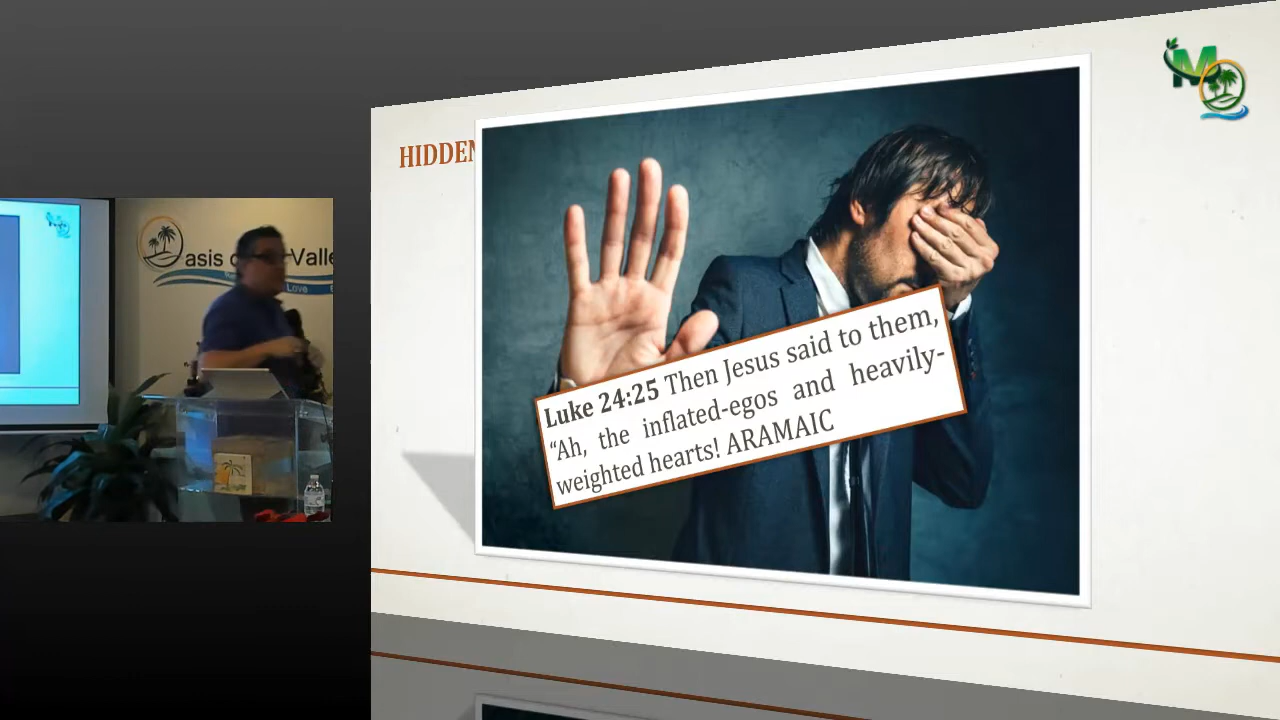 HIDDEN
Luke 24:25 Then Jesus said to them,
“Ah, the inflated-egos and heavily-
weighted hearts! ARAMAIC
asis
Valle
Love